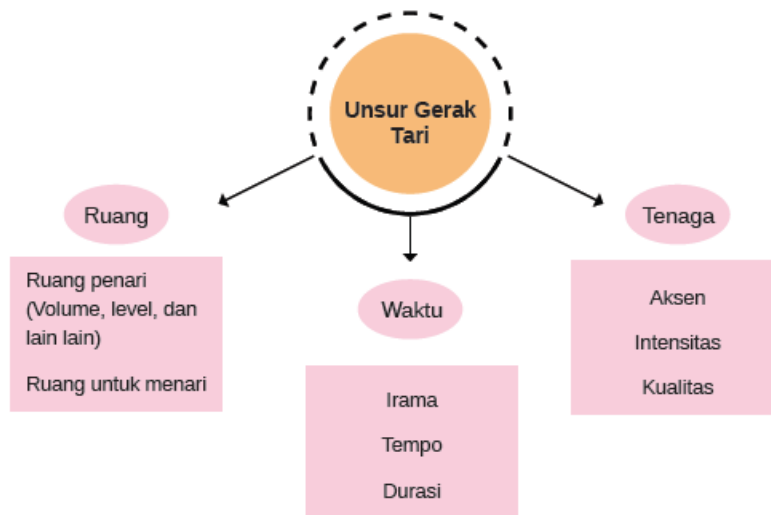 Unsur Gerak
Tari
Ruang
Ruang penari
(Volume, level, dan
lain lain)
Ruang untuk menari
Waktu
Irama
Tempo
Durasi
Tenaga
Aksen
Intensitas
Kualitas